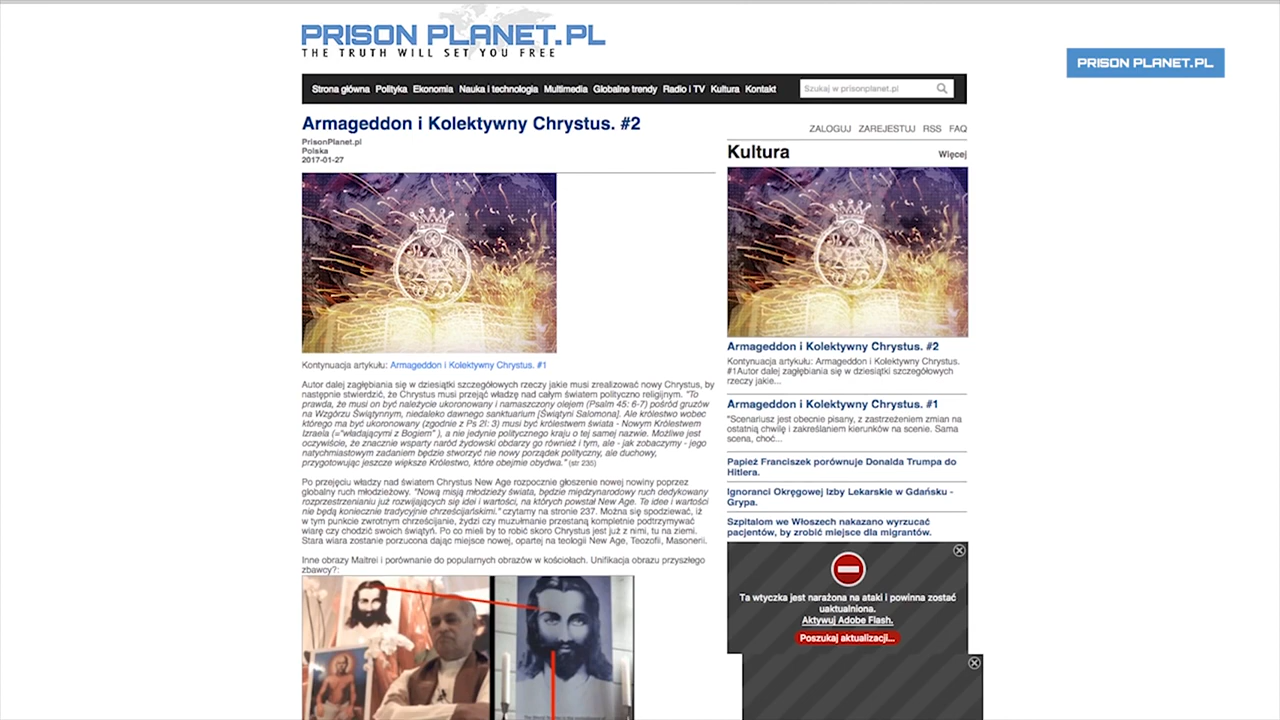 PRISON PLANET.PL
THE TRUTH WILL SET YOU FREE
PRISON PLANET.PL
Strona główna Polityka Ekonomia Nauka i technologia Multimedia Globalne trendy Radio i TV Kultura Kontakt
Szukaj w prisonplanet.pl
Armageddon i Kolektywny Chrystus. #2
PrisonPlanet.pl
Polska
2017-01-27
Kontynuacja artykułu: Armageddon i Kolektywny Chrystus. #1
Autor dalej zagłębiania się w dziesiątki szczegółowych rzeczy jakie musi zrealizować nowy Chrystus, by
następnie stwierdzić, że Chrystus musi przejąć władzę nad całym światem polityczno religijnym. "To
prawda, że musi on być należycie ukoronowany i namaszczony olejem (Psalm 45: 6-7) pośród gruzów
na Wzgórzu Świątynnym, niedaleko dawnego sanktuarium [Świątyni Salomona]. Ale królestwo wobec
którego ma być ukoronowany (zgodnie z Ps 2l: 3) musi być królestwem świata - Nowym Królestwem
Izraela (="władającymi z Bogiem" ), a nie jedynie politycznego kraju o tej samej nazwie. Możliwe jest
oczywiście, że znacznie wsparty naród żydowski obdarzy go również i tym, ale - jak zobaczymy - jego
natychmiastowym zadaniem będzie stworzyć nie nowy porządek polityczny, ale duchowy,
przygotowując jeszcze większe Królestwo, które obejmie obydwa." (str 235)
Po przejęciu władzy nad światem Chrystus New Age rozpocznie głoszenie nowej nowiny poprzez
globalny ruch młodzieżowy. "Nową misją młodzieży świata, będzie międzynarodowy ruch dedykowany
rozprzestrzenianiu już rozwijających się idei i wartości, na których powstał New Age. Te idee i wartości
nie będą koniecznie tradycyjnie chrześcijańskimi." czytamy na stronie 237. Można się spodziewać, iż
w tym punkcie zwrotnym chrześcijanie, żydzi czy muzułmanie przestaną kompletnie podtrzymywać
wiarę czy chodzić do swoich świątyń. Po co mieli by to robić skoro Chrystus jest już z nimi, tu na ziemi.
Stara wiara zostanie porzucona dając miejsce nowej, opartej na teologii New Age, Teozofii, Masonerii.
Inne obrazy Maitrei i porównanie do popularnych obrazów w kościołach. Unifikacja obrazu przyszłego
zbawcy?:
ZALOGUJ ZAREJESTUJ RSS FAQ
Kultura
Więcej
Armageddon i Kolektywny Chrystus. #2
Kontynuacja artykułu: Armageddon i Kolektywny Chrystus.
#1Autor dalej zagłębiania się w dziesiątki szczegółowych
rzeczy jakie...
Armageddon i Kolektywny Chrystus. #1
"Scenariusz jest obecnie pisany, z zastrzeżeniem zmian na
ostatnią chwilę i zakreślaniem kierunków na scenie. Sama
scena, choć...
Papież Franciszek porównuje Donalda Trumpa do
Hitlera.
Ignoranci Okręgowej Izby Lekarskie w Gdańsku -
Grypa.
Szpitalom we Włoszech nakazano wyrzucać
pacjentów, by zrobić miejsce dla migrantów.
Ta wtyczka jest narażona na ataki i powinna zostać
uaktualniona.
Aktywuj Adobe Flash.
Poszukaj aktualizacji...